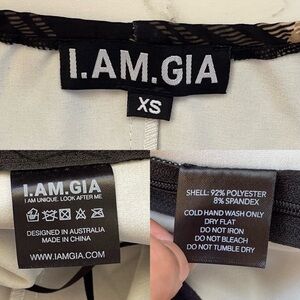 I.AM.GIA
XS
I.AM.GIA
I AM UNIQUE. LOOK AFTER ME
DESIGNED IN AUSTRALIA
MADE IN CHINA
WWW.IAMGIA.COM
SHELL: 92% POLYESTER
8% SPANDEX
COLD HAND WASH ONLY
DRY FLAT
DO NOT IRON
DO NOT BLEACH
DO NOT TUMBLE DRY